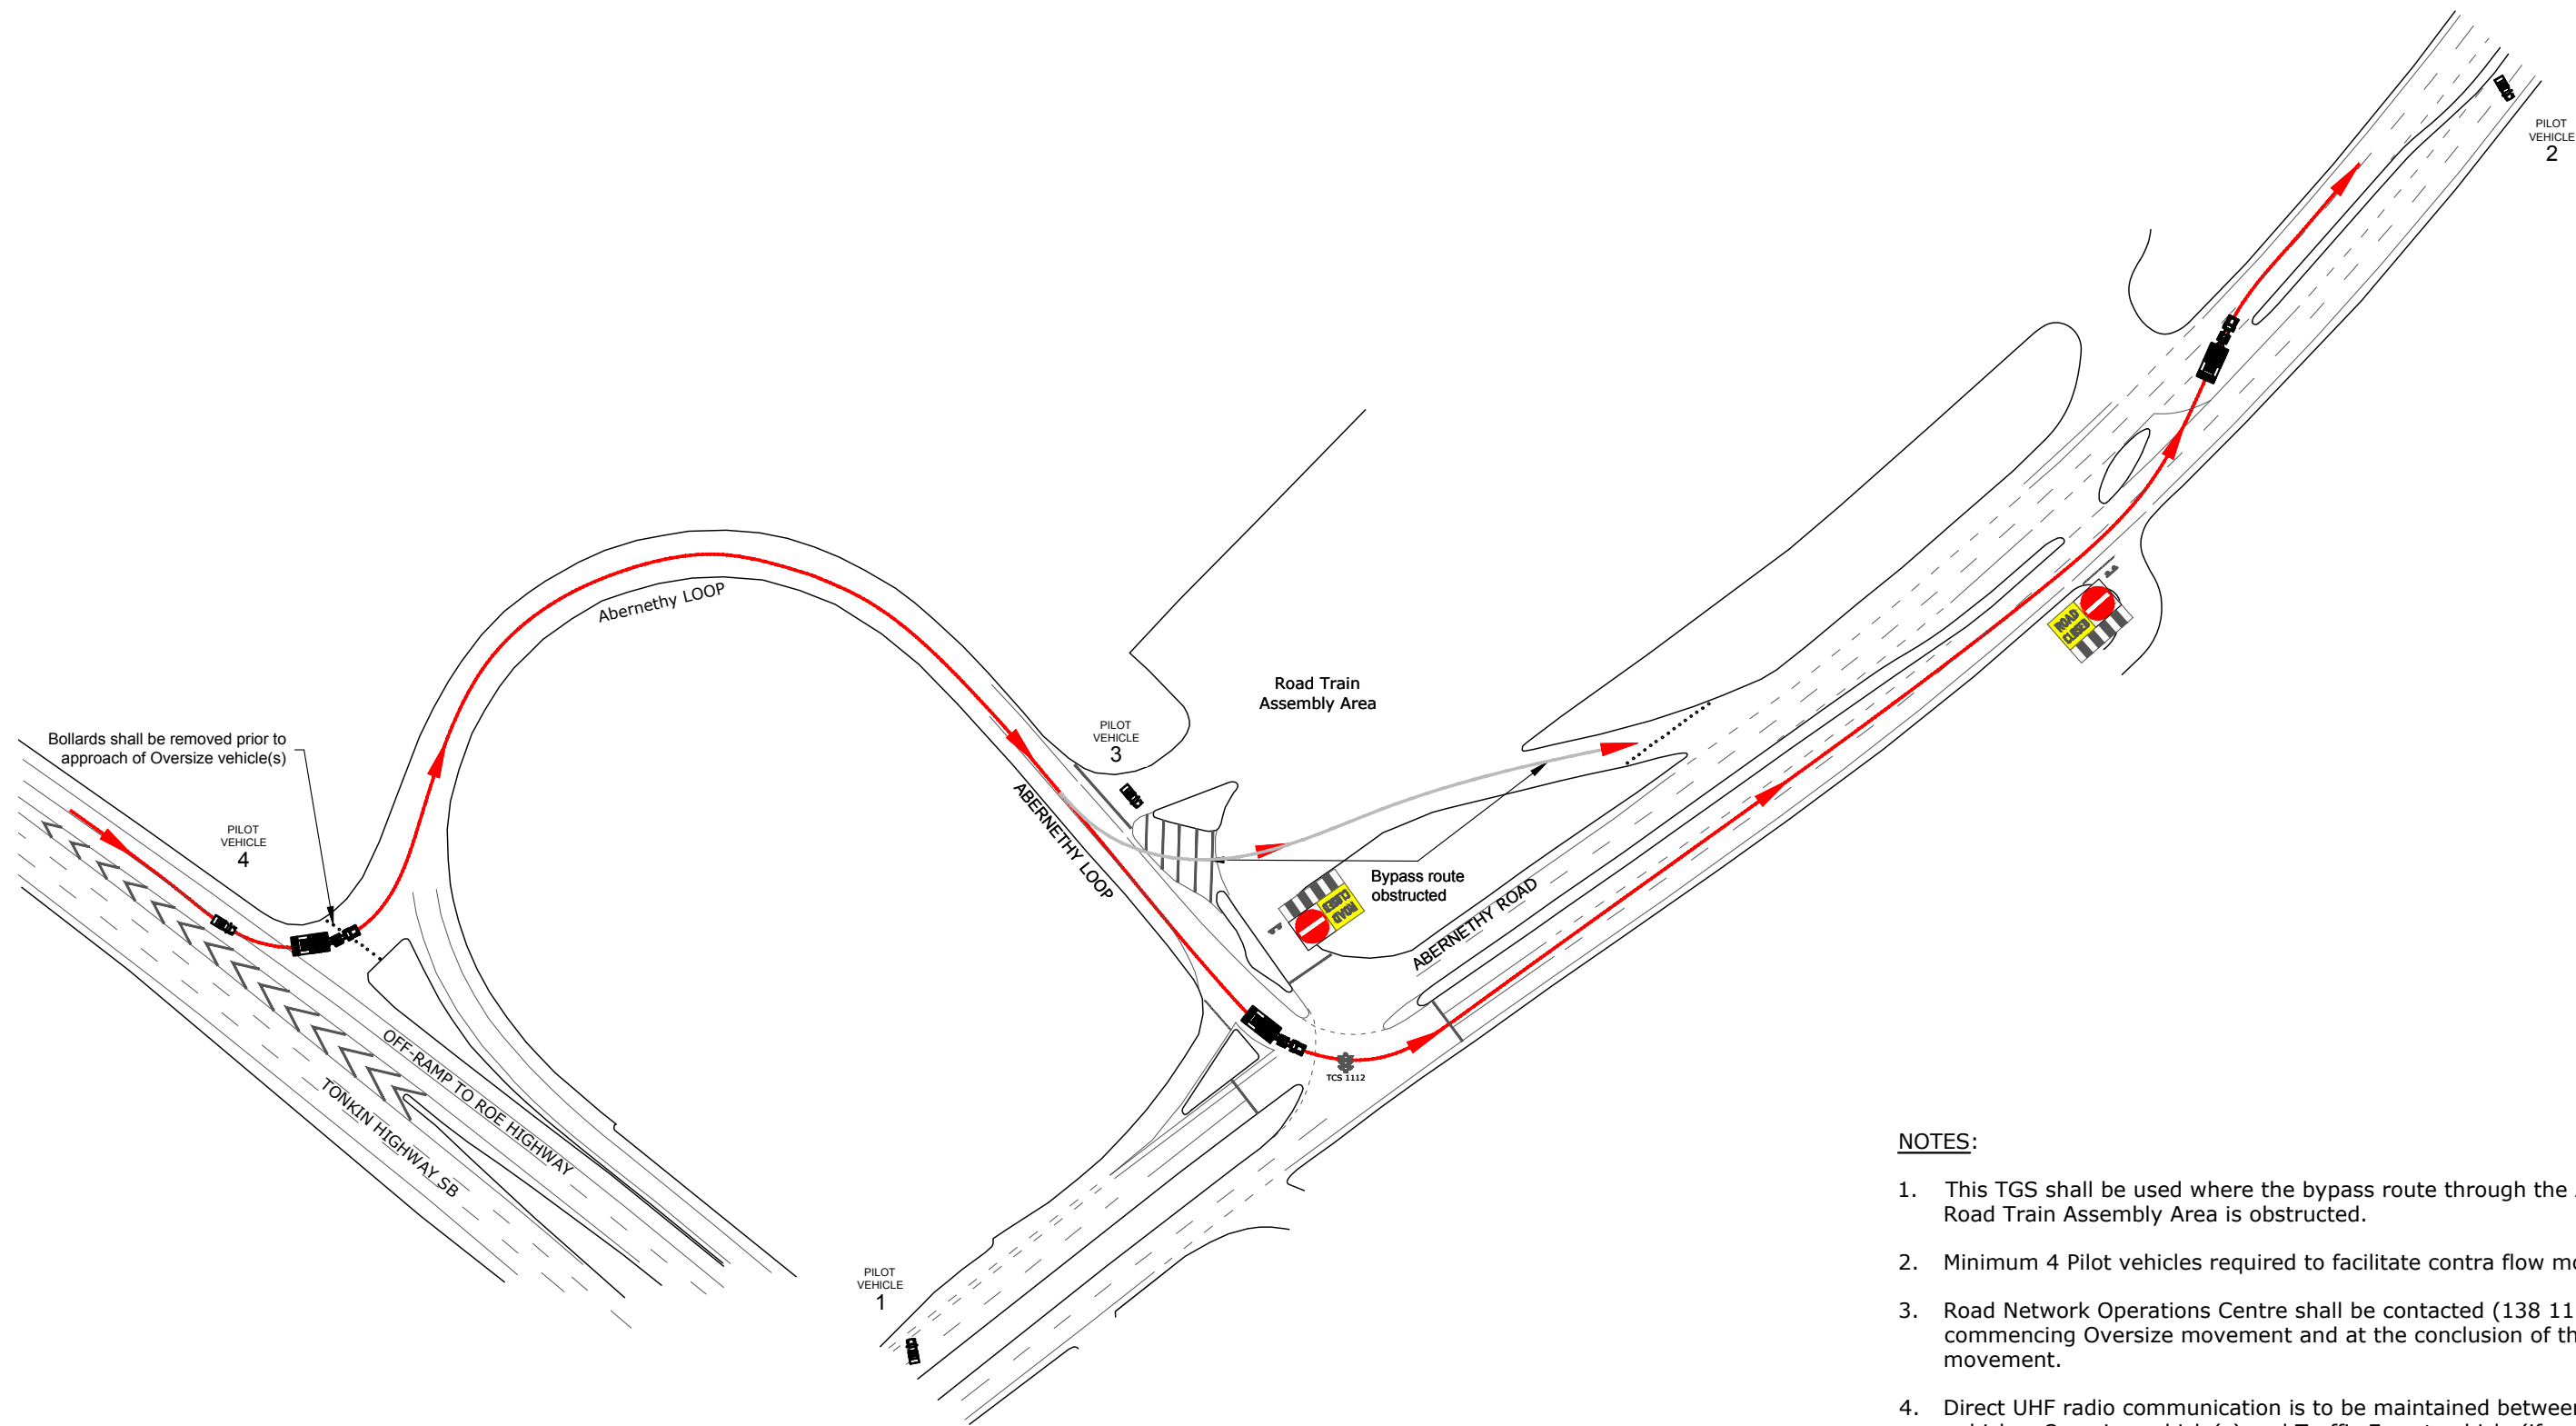 PILOT
VEHICLE
2
Abernethy LOOP
Road Train
Assembly Area
ROAD
CLOSED
Bollards shall be removed prior to
approach of Oversize vehicle(s)
PILOT
VEHICLE
3
PILOT
VEHICLE
4
ABERNETHY LOOP
Bypass route
obstructed
ROAD
CLOSED
ABERNETHY ROAD
TCS 1112
OFF-RAMP TO ROE HIGHWAY
TONKIN HIGHWAY SB
PILOT
VEHICLE
1
NOTES:
1. This TGS shall be used where the bypass route through the
Road Train Assembly Area is obstructed.
2. Minimum 4 Pilot vehicles required to facilitate contra flow
3. Road Network Operations Centre shall be contacted (138 11
commencing Oversize movement and at the conclusion of
movement.
4. Direct UHF radio communication is to be maintained between